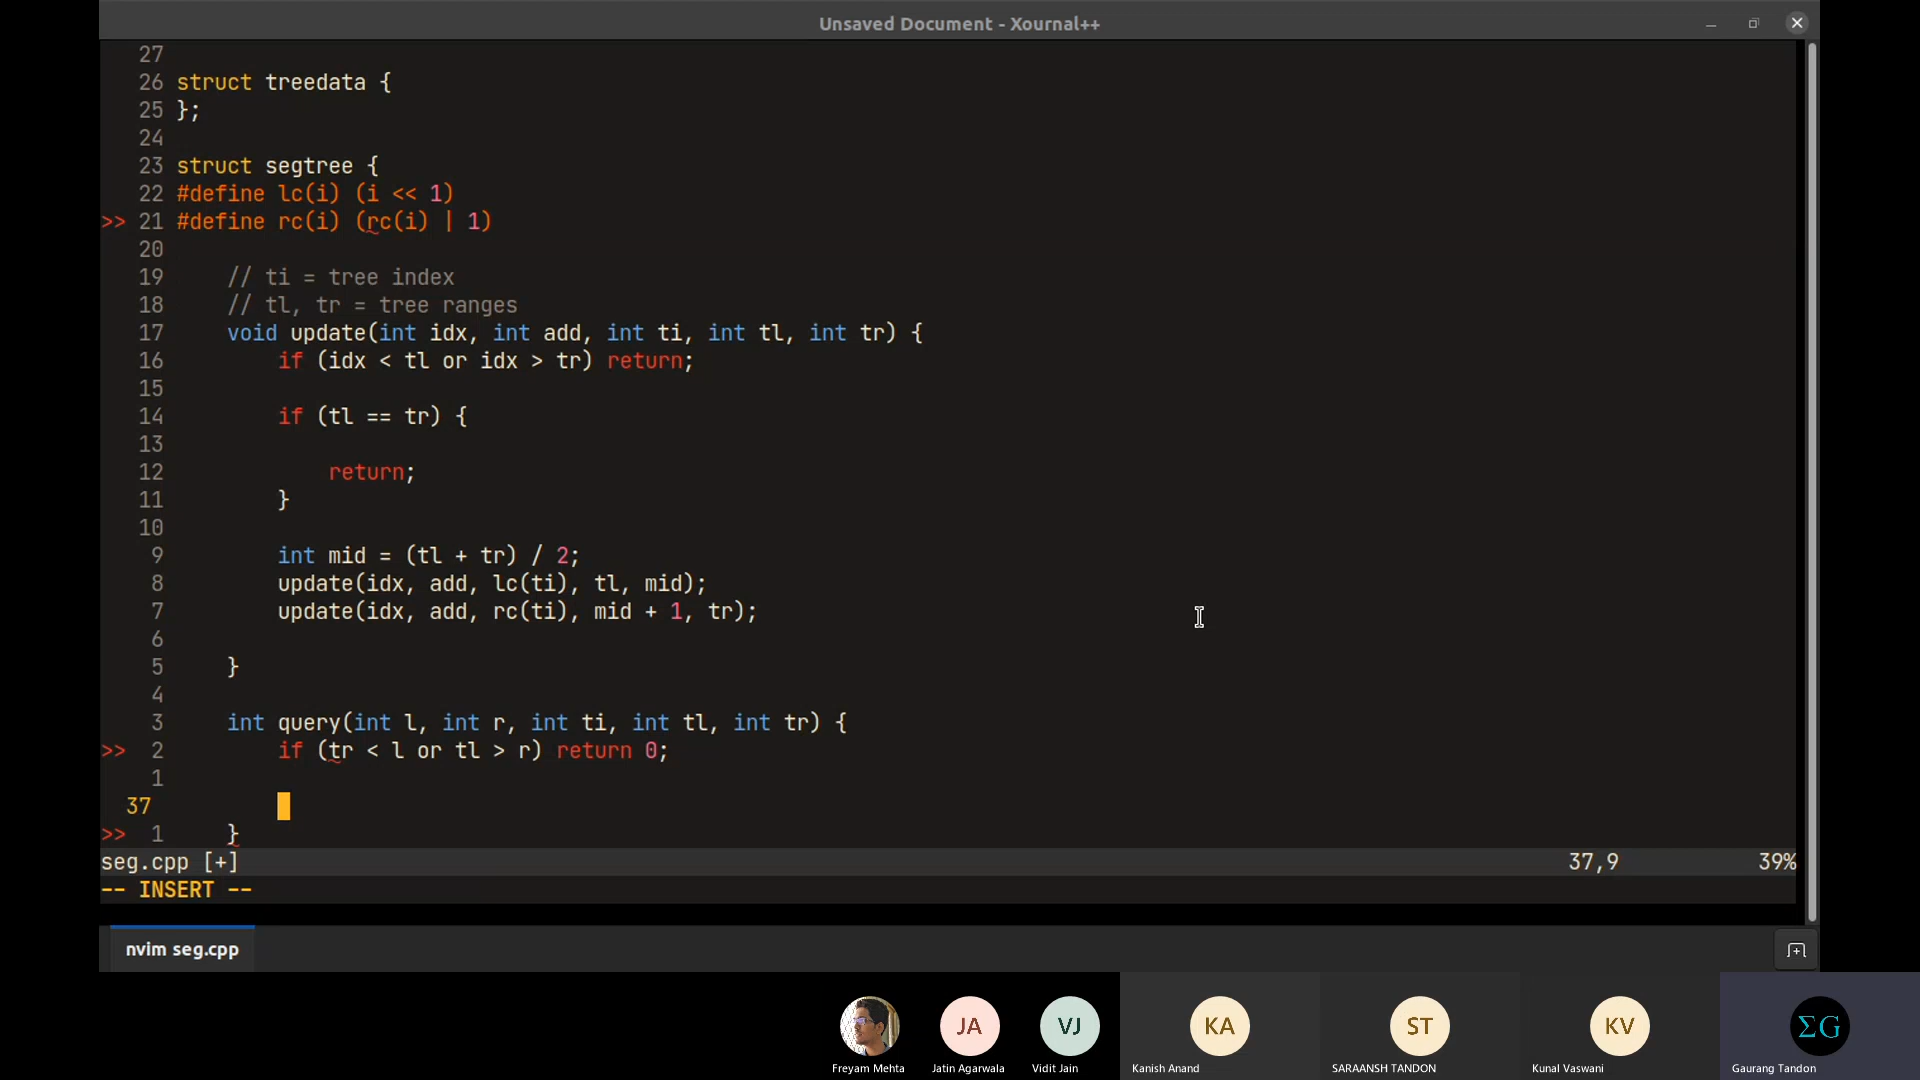 Unsaved Document - Xournal++
27
26 struct treedata {
25 };
24
23 struct segtree {
22 #define lc(i) (i << 1)
>> 21 #define rc(i) (rc(i) | 1)
20
19 // ti = tree index
18 // tl, tr = tree ranges
17 void update(int idx, int add, int ti, int tl, int tr) {
16 if (idx < tl or idx > tr) return;
15
14 if (tl == tr) {
13
12 return;
11 }
10
9 int mid = (tl + tr) / 2;
8 update(idx, add, lc(ti), tl, mid);
7 update(idx, add, rc(ti), mid + 1, tr);
6
5 }
4
3 int query(int l, int r, int ti, int tl, int tr) {
>> 2 if (tr < l or tl > r) return 0;
1
37
>> 1 }
seg.cpp [+] 37,9 39%
-- INSERT --
nvim seg.cpp
JA VJ KA ST KV ΣG
Freyam Mehta Jatin Agarwala Vidit Jain Kanish Anand SARAANSH TANDON Kunal Vaswani Gaurang Tandon